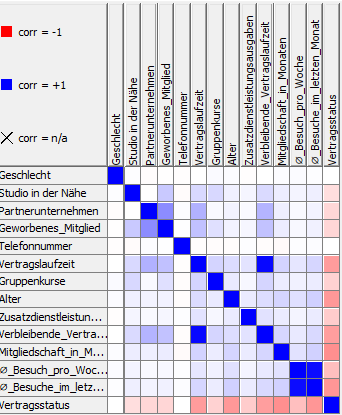 corr = -1
corr = +1
corr = n/a
Geschlecht
Studio in der Nähe
Partnerunternehmen
Geworbenes_Mitglied
Telefonnummer
Vertragslaufzeit
Gruppenkurse
Alter
Zusatzdienstleistungsausgaben
Verbleibende_Vertragslaufzeit
Mitgliedschaft_in_Monaten
Ø_Besuch_pro_Woche
Ø_Besuche_im_letzten_Monat
Vertragsstatus
Geschlecht
Studio in der Nähe
Partnerunternehmen
Geworbenes_Mitglied
Telefonnummer
Vertragslaufzeit
Gruppenkurse
Alter
Zusatzdienstleistun...
Verbleibende_Vertra...
Mitgliedschaft_in_M...
Ø_Besuch_pro_Woc...
Ø_Besuche_im_letz...
Vertragsstatus